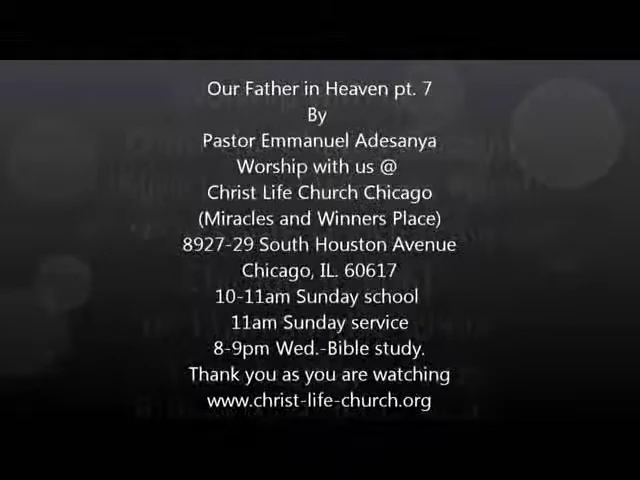 Our Father in Heaven pt. 7
By
Pastor Emmanuel Adesanya
Worship with us @
Christ Life Church Chicago
(Miracles and Winners Place)
8927-29 South Houston Avenue
Chicago, IL. 60617
10-11am Sunday school
11am Sunday service
8-9pm Wed.-Bible study.
Thank you as you are watching
www.christ-life-church.org